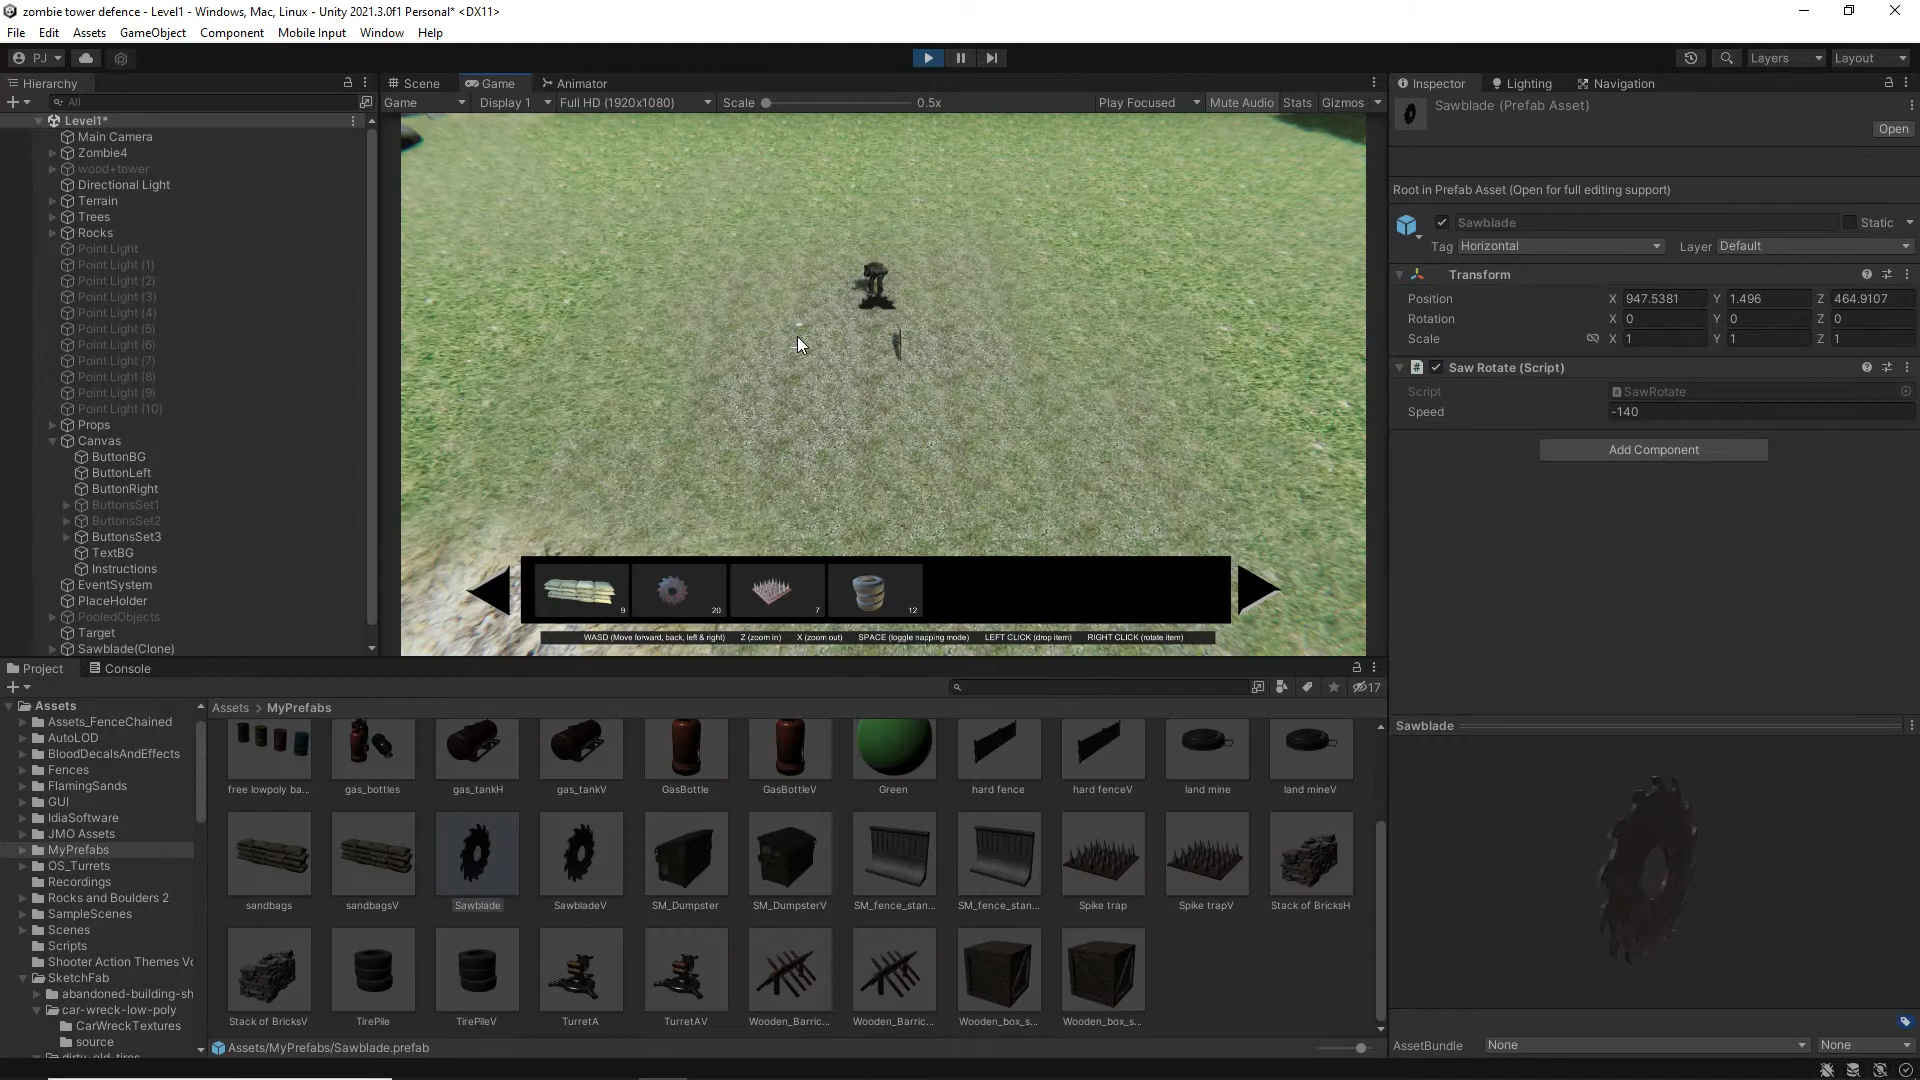 zombie tower defence - Level1 - Windows, Mac, Linux - Unity 2021.3.0f1 Personal* <DX11>
File Edit Assets GameObject Component Mobile Input Window Help
PJ Layers Layout
Hierarchy
All
Level1*
Main Camera
Zombie4
wood+tower
Directional Light
Terrain
Trees
Rocks
Point Light
Point Light (1)
Point Light (2)
Point Light (3)
Point Light (4)
Point Light (5)
Point Light (6)
Point Light (7)
Point Light (8)
Point Light (9)
Point Light (10)
Props
Canvas
ButtonBG
ButtonLeft
ButtonRight
ButtonsSet1
ButtonsSet2
ButtonsSet3
TextBG
Instructions
EventSystem
PlaceHolder
PooledObjects
Target
Sawblade(Clone)
Scene Game Animator
Game Display 1 Full HD (1920x1080) Scale 0.5x Play Focused Mute Audio Stats Gizmos
9 20 7 12
WASD (Move forward, back, left & right) Z (zoom in) X (zoom out) SPACE (toggle napping mode) LEFT CLICK (drop item) RIGHT CLICK (rotate item)
Inspector Lighting Navigation
Sawblade (Prefab Asset)
Open
Root in Prefab Asset (Open for full editing support)
Sawblade Static
Tag Horizontal Layer Default
Transform
Position X 947.5381 Y 1.496 Z 464.9107
Rotation X 0 Y 0 Z 0
Scale X 1 Y 1 Z 1
Saw Rotate (Script)
Script SawRotate
Speed -140
Add Component
Sawblade
AssetBundle None None
Project Console
17
Assets
Assets_FenceChained
AutoLOD
BloodDecalsAndEffects
Fences
FlamingSands
GUI
IdiaSoftware
JMO Assets
MyPrefabs
OS_Turrets
Recordings
Rocks and Boulders 2
SampleScenes
Scenes
Scripts
Shooter Action Themes Vo
SketchFab
abandoned-building-sh
car-wreck-low-poly
CarWreckTextures
source
dirty-old-tires
Assets > MyPrefabs
free lowpoly ba... gas_bottles gas_tankH gas_tankV GasBottle GasBottleV Green hard fence hard fenceV land mine land mineV
sandbags sandbagsV Sawblade SawbladeV SM_Dumpster SM_DumpsterV SM_fence_stan... SM_fence_stan... Spike trap Spike trapV Stack of BricksH
Stack of BricksV TirePile TirePileV TurretA TurretAV Wooden_Barric... Wooden_Barric... Wooden_box_s... Wooden_box_s...
Assets/MyPrefabs/Sawblade.prefab